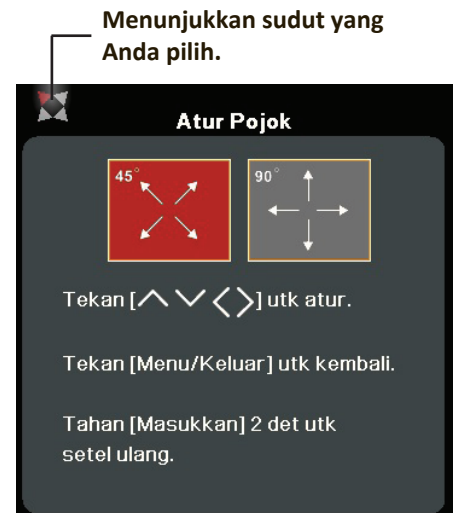 Menunjukkan sudut yang
Anda pilih.
Atur Pojok
45°
90°
Tekan [∧∨<>] utk atur.
Tekan [Menu/Keluar] utk kembali.
Tahan [Masukkan] 2 det utk
setel ulang.